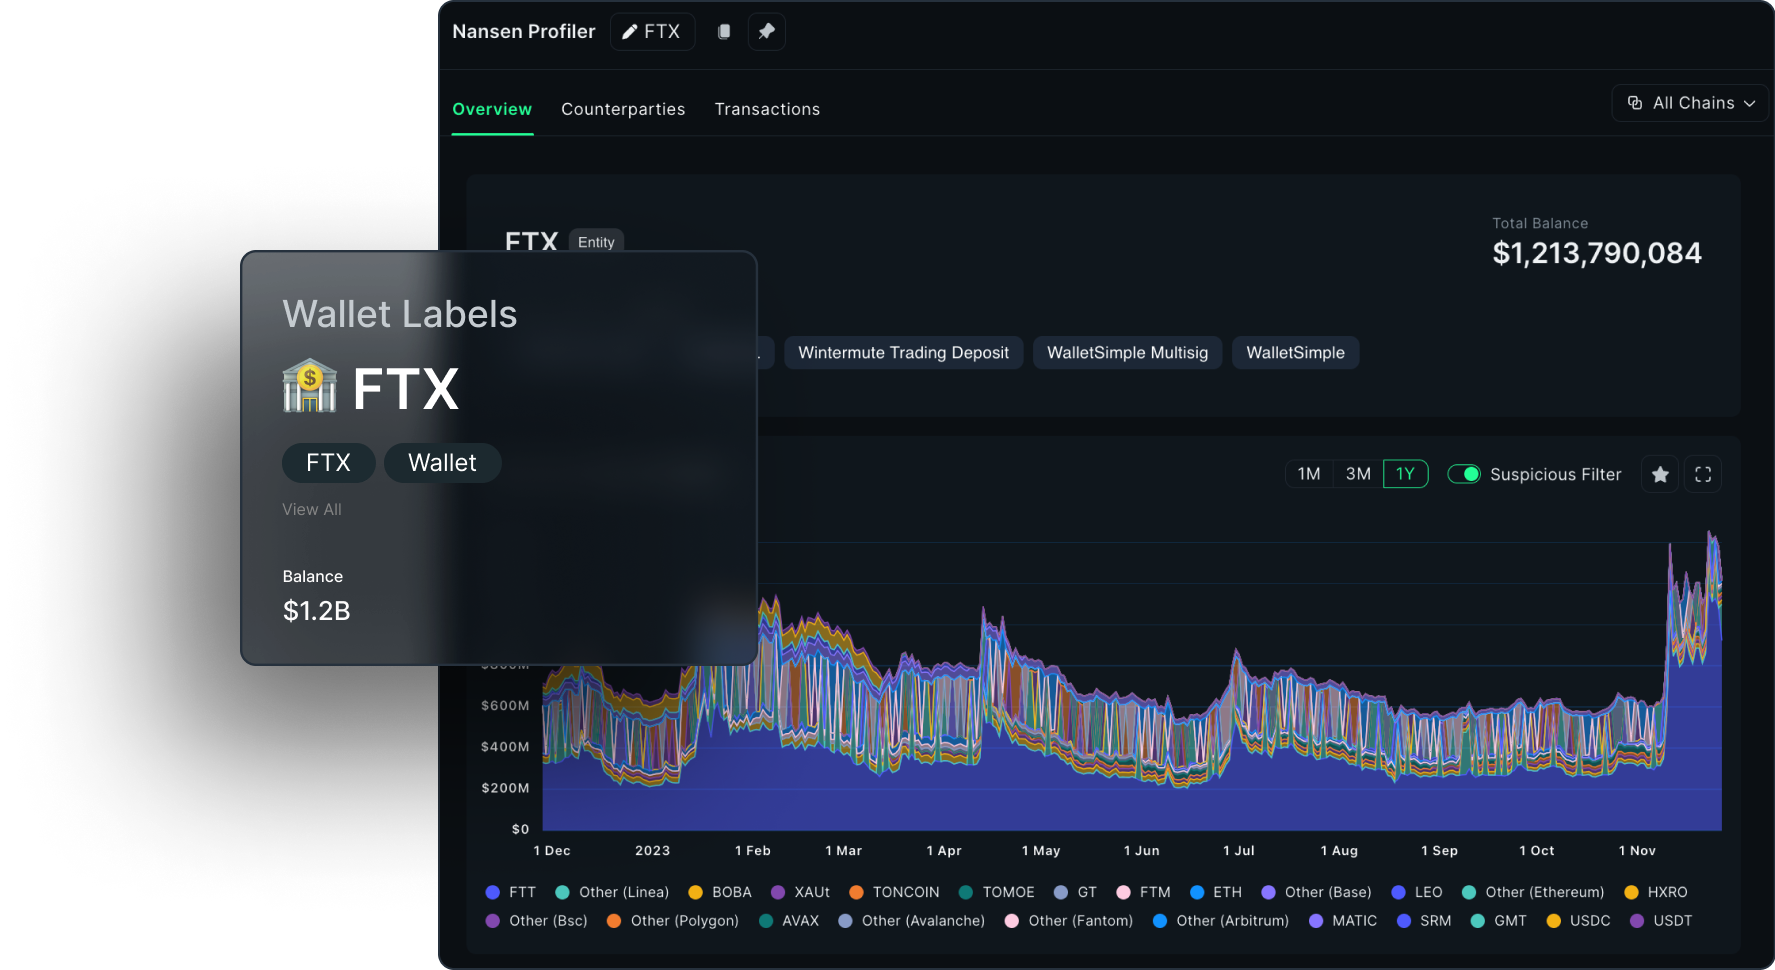 Nansen Profiler FTX
Overview Counterparties Transactions All Chains
FTX Entity
Total Balance
$1,213,790,084
Wintermute Trading Deposit WalletSimple Multisig WalletSimple
Wallet Labels
FTX
FTX Wallet
View All
Balance
$1.2B
1M 3M 1Y Suspicious Filter
$600M
$400M
$200M
$0
1 Dec 2023 1 Feb 1 Mar 1 Apr 1 May 1 Jun 1 Jul 1 Aug 1 Sep 1 Oct 1 Nov
FTT Other (Linea) BOBA XAUt TONCOIN TOMOE GT FTM ETH Other (Base) LEO Other (Ethereum) HXRO
Other (Bsc) Other (Polygon) AVAX Other (Avalanche) Other (Fantom) Other (Arbitrum) MATIC SRM GMT USDC USDT